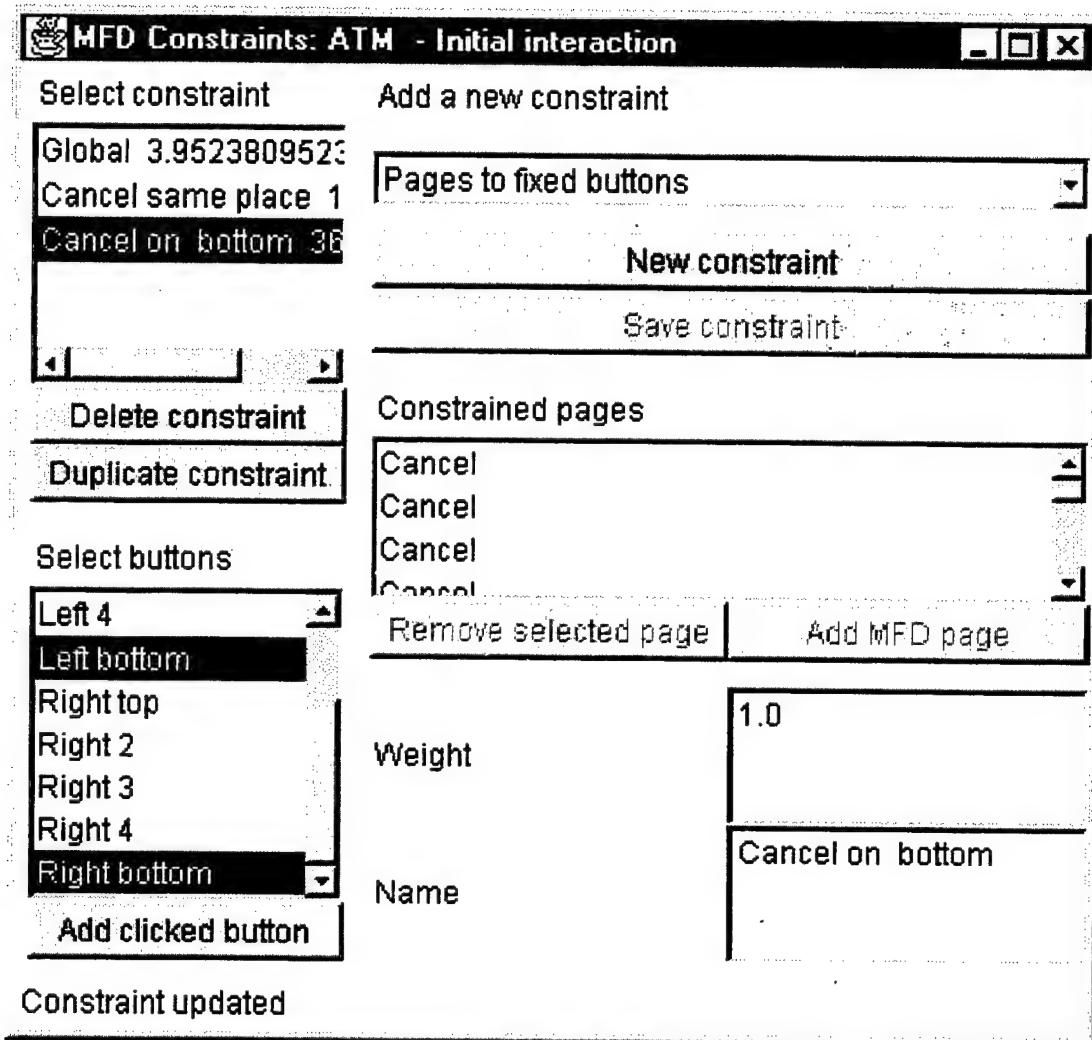 MFD Constraints: ATM - Initial interaction
Select constraint
Global 3.9523809523
Cancel same place 1
Cancel on bottom 36
Delete constraint
Duplicate constraint
Select buttons
Left 4
Left bottom
Right top
Right 2
Right 3
Right 4
Right bottom
Add clicked button
Add a new constraint
Pages to fixed buttons
New constraint
Save constraint
Constrained pages
Cancel
Cancel
Cancel
Cancel
Remove selected page
Add MFD page
Weight
1.0
Name
Cancel on bottom
Constraint updated